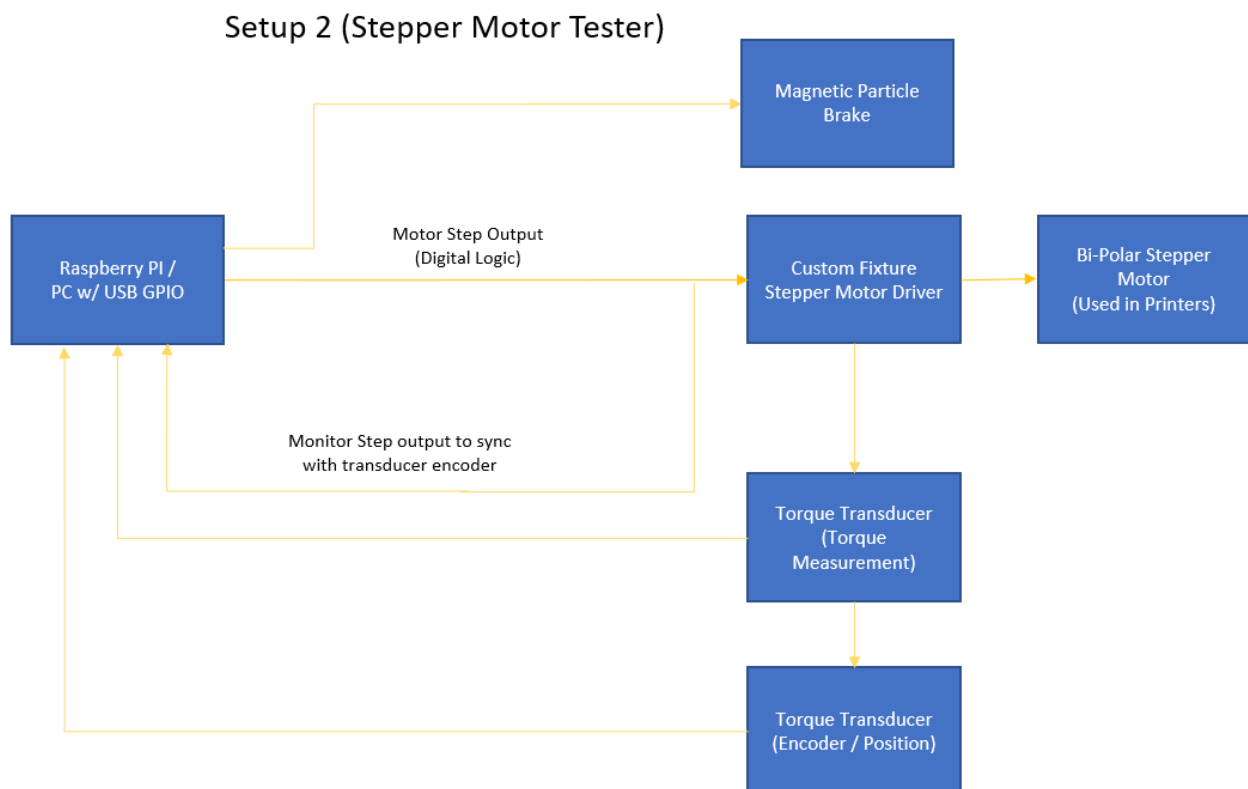 Setup 2 (Stepper Motor Tester)
Magnetic Particle
Brake
Motor Step Output
(Digital Logic)
Raspberry PI /
PC w/ USB GPIO
Custom Fixture
Stepper Motor Driver
Bi-Polar Stepper
Motor
(Used in Printers)
Monitor Step output to sync
with transducer encoder
Torque Transducer
(Torque
Measurement)
Torque Transducer
(Encoder / Position)